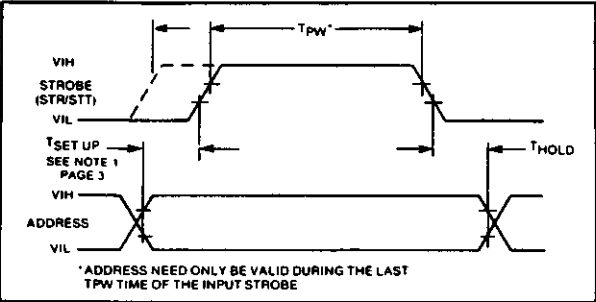 TPW*
VIH
STROBE
(STR/STT)
VIL
TSET UP
SEE NOTE 1
PAGE 3
THOLD
VIH
ADDRESS
VIL
*ADDRESS NEED ONLY BE VALID DURING THE LAST
TPW TIME OF THE INPUT STROBE